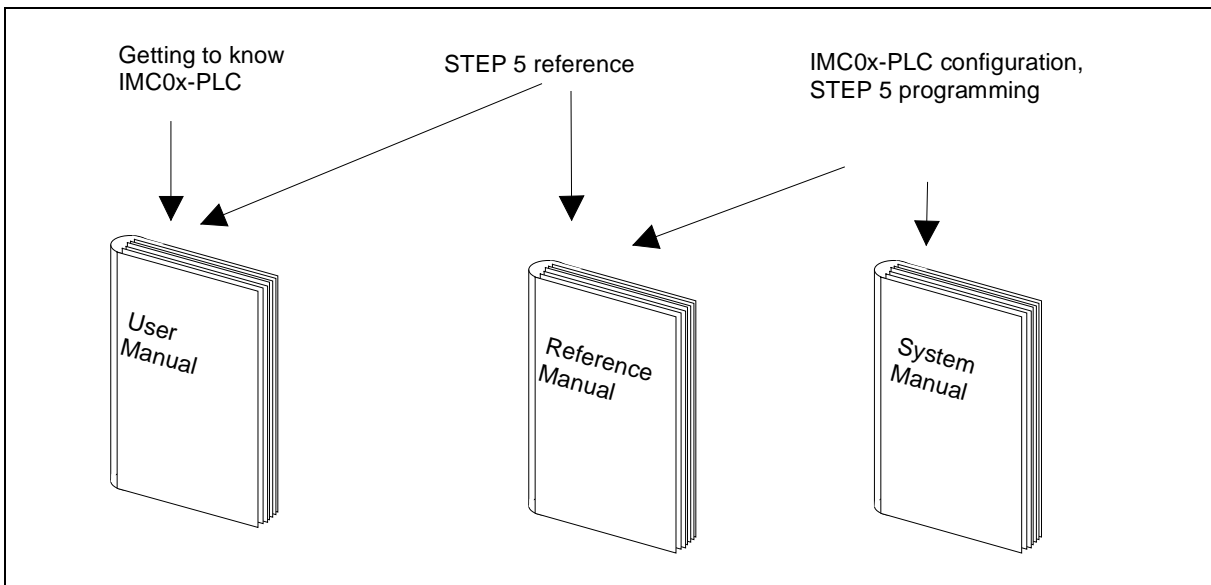 Getting to know
IMC0x-PLC
STEP 5 reference
IMC0x-PLC configuration,
STEP 5 programming
User
Manual
Reference
Manual
System
Manual